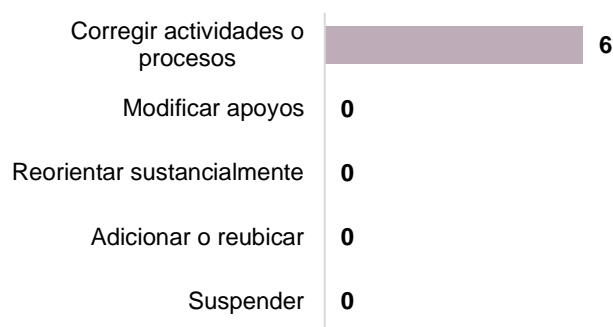 Corregir actividades o
procesos
6
Modificar apoyos
0
Reorientar sustancialmente
0
Adicionar o reubicar
0
Suspender
0